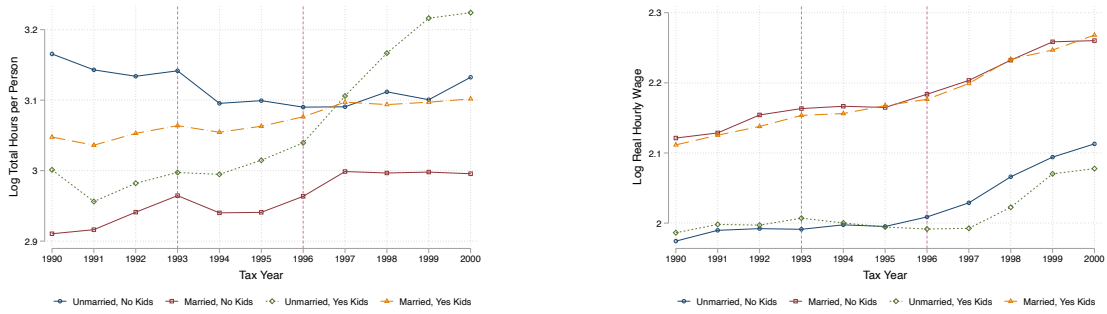 Log Total Hours per Person
3.2
3.1
3
2.9
1990 1991 1992 1993 1994 1995 1996 1997 1998 1999 2000
Tax Year
Unmarried, No Kids Married, No Kids Unmarried, Yes Kids Married, Yes Kids
Log Real Hourly Wage
2.3
2.2
2.1
2
1990 1991 1992 1993 1994 1995 1996 1997 1998 1999 2000
Tax Year
Unmarried, No Kids Married, No Kids Unmarried, Yes Kids Married, Yes Kids